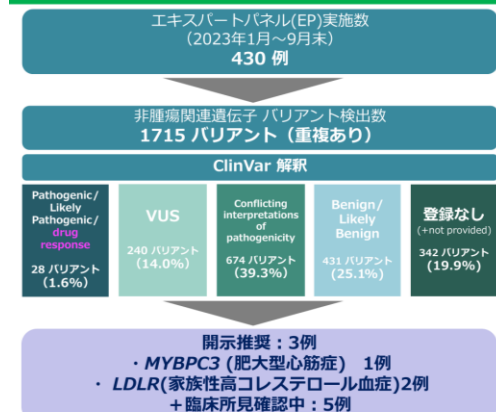 エキスパートパネル(EP)実施数
（2023年1月～9月末）
430 例
非腫瘍関連遺伝子 バリアント検出数
1715 バリアント（重複あり）
ClinVar 解釈
Pathogenic/
Likely
Pathogenic/
drug
response
28 バリアント
(1.6%)
VUS
240 バリアント
(14.0%)
Conflicting
interpretations
of
pathogenicity
674 バリアント
(39.3%)
Benign/
Likely
Benign
431 バリアント
(25.1%)
登録なし
(+not provided)
342 バリアント
(19.9%)
開示推奨：3例
・MYBPC3 (肥大型心筋症)　1例
・ LDLR(家族性高コレステロール血症)2例
＋臨床所見確認中：5例